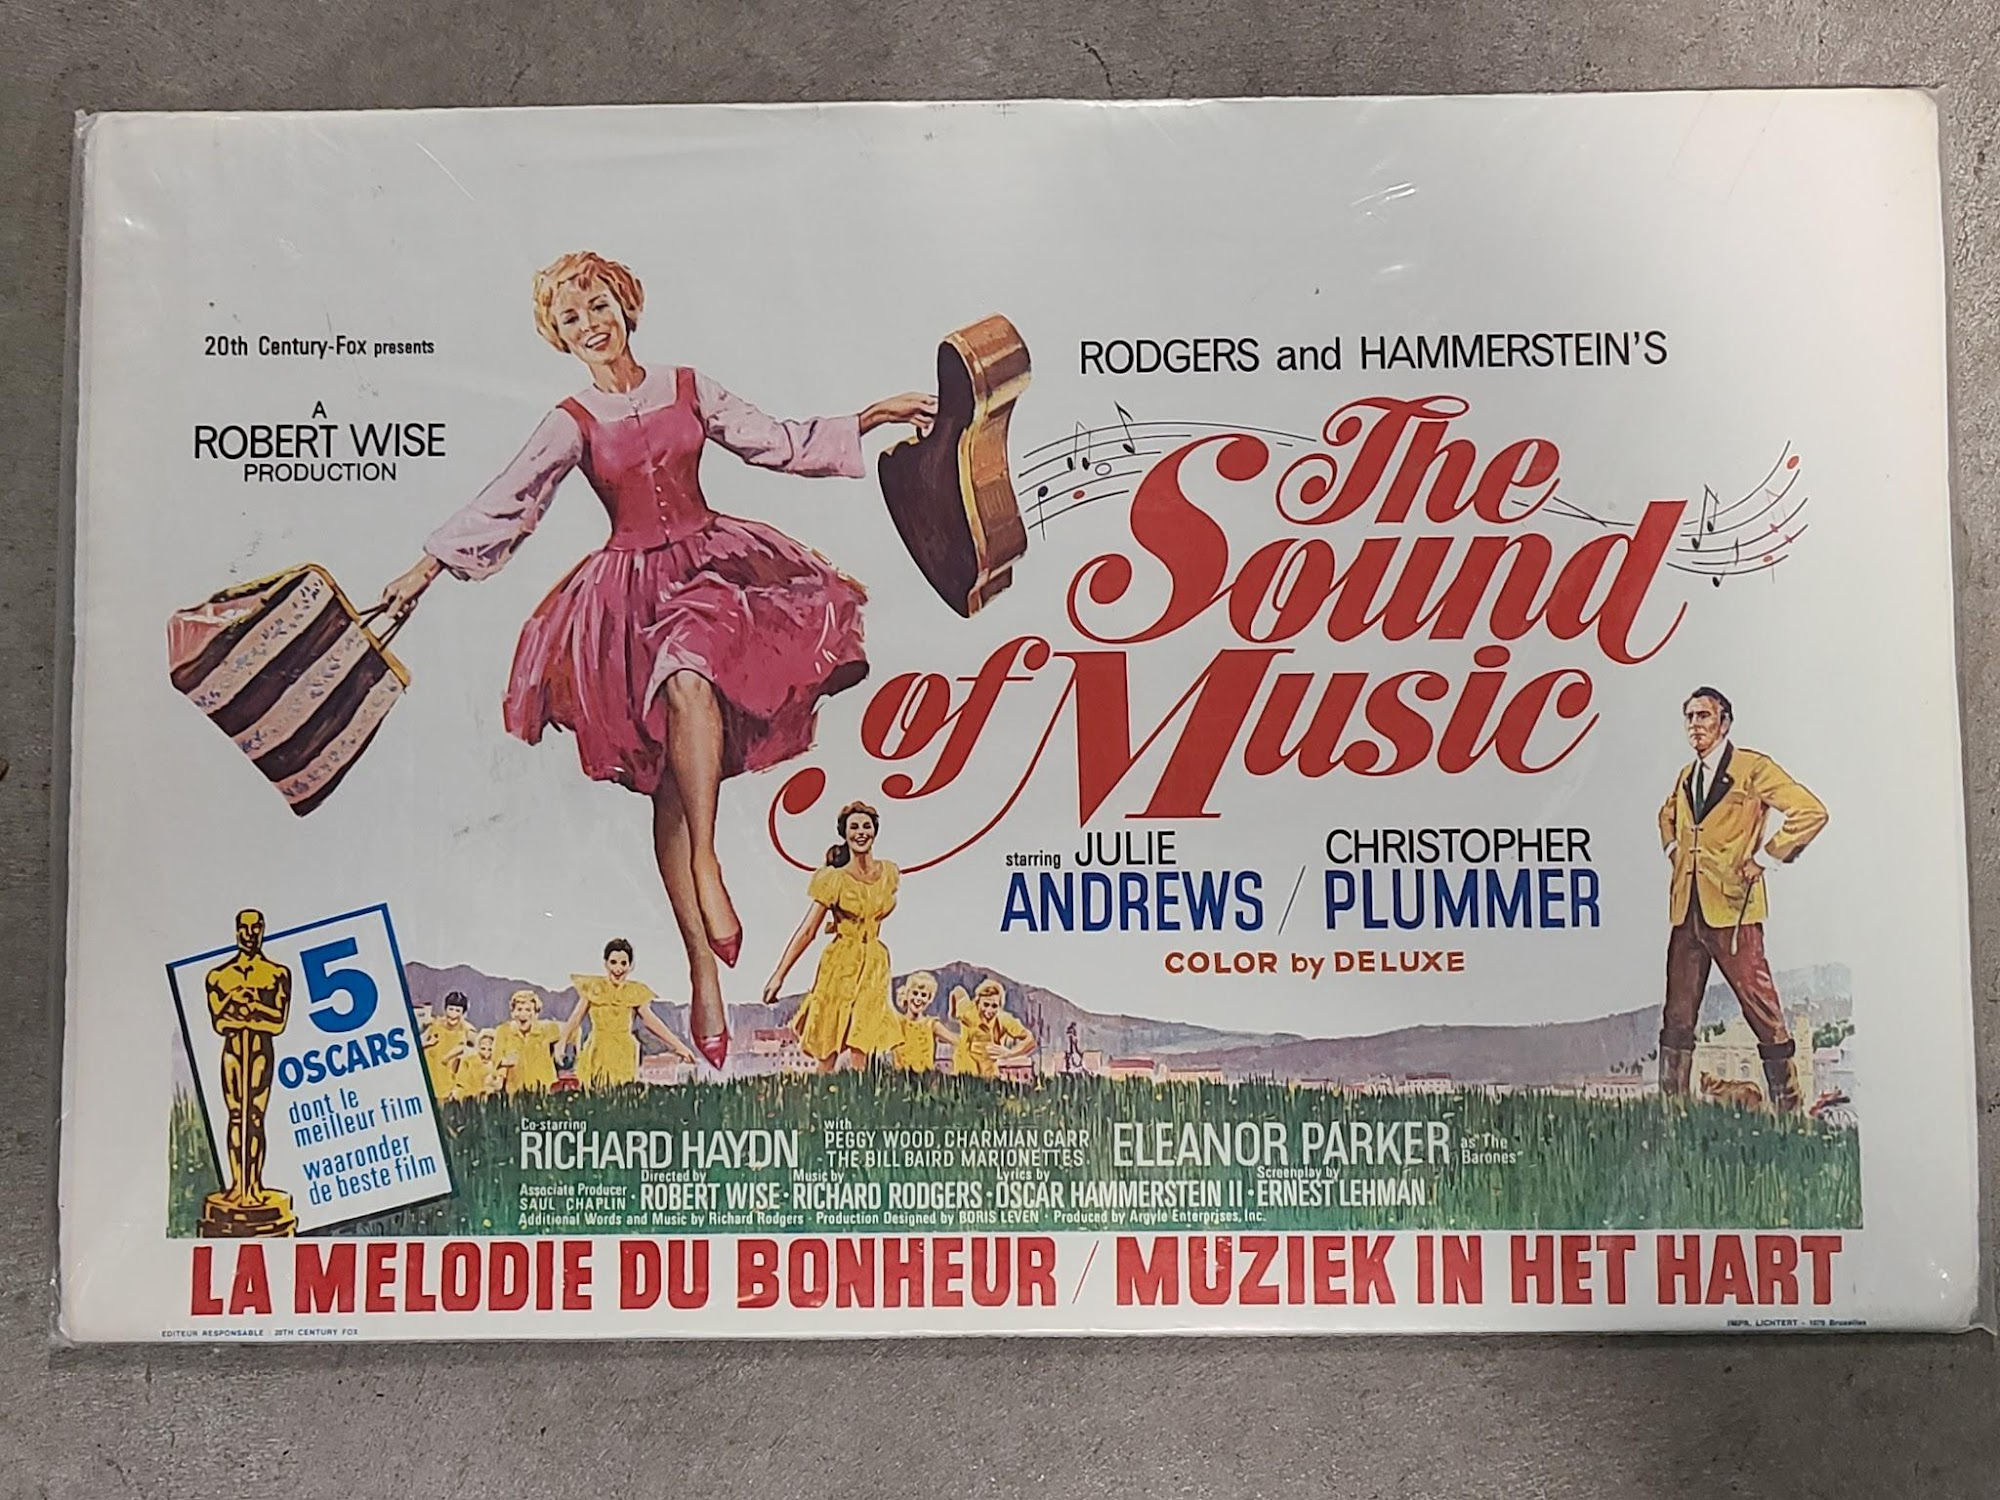 20th Century-Fox presents
A
ROBERT WISE
PRODUCTION
RODGERS and HAMMERSTEIN'S
The
Sound
of Music
starring JULIE ANDREWS / CHRISTOPHER PLUMMER
COLOR by DELUXE
5
OSCARS
dont le
meilleur film
waaronder
de beste film
Co-starring RICHARD HAYDN with PEGGY WOOD, CHARMIAN CARR
THE BILL BAIRD MARIONETTES. ELEANOR PARKER as "The Barones"
Associate Producer SAUL CHAPLIN · Directed by ROBERT WISE · Music by RICHARD RODGERS · Lyrics by OSCAR HAMMERSTEIN II · Screenplay by ERNEST LEHMAN
Additional Words and Music by Richard Rodgers · Production Designed by BORIS LEVEN · Produced by Argyle Enterprises, Inc.
LA MELODIE DU BONHEUR / MUZIEK IN HET HART
EDITEUR RESPONSABLE : 20TH CENTURY FOX
IMPR. LICHTERT - 1070 Bruxelles